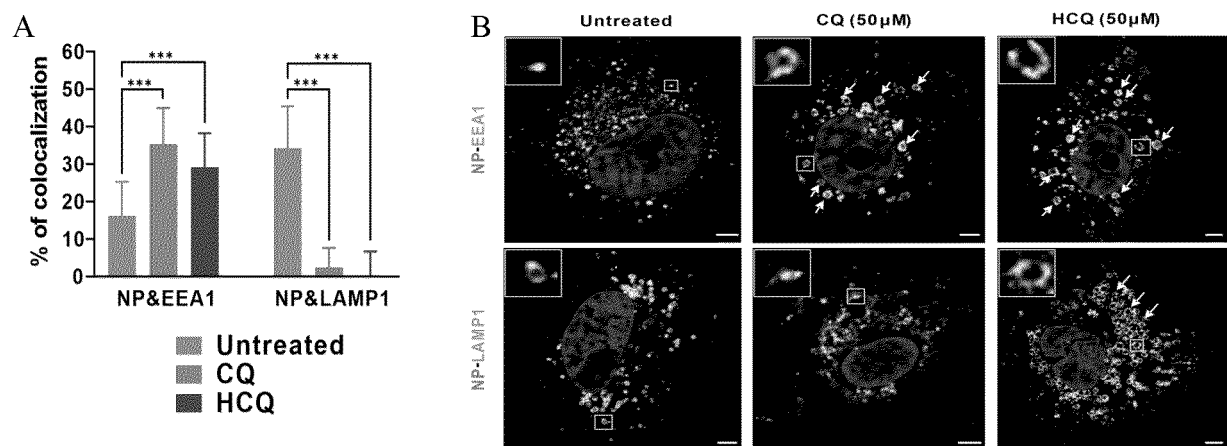 A
% of colocalization
60
50
40
30
20
10
0
***
***
***
***
NP&EEA1
NP&LAMP1
Untreated
CQ
HCQ
B
Untreated
CQ (50µM)
HCQ (50µM)
NP-EEA1
NP-LAMP1